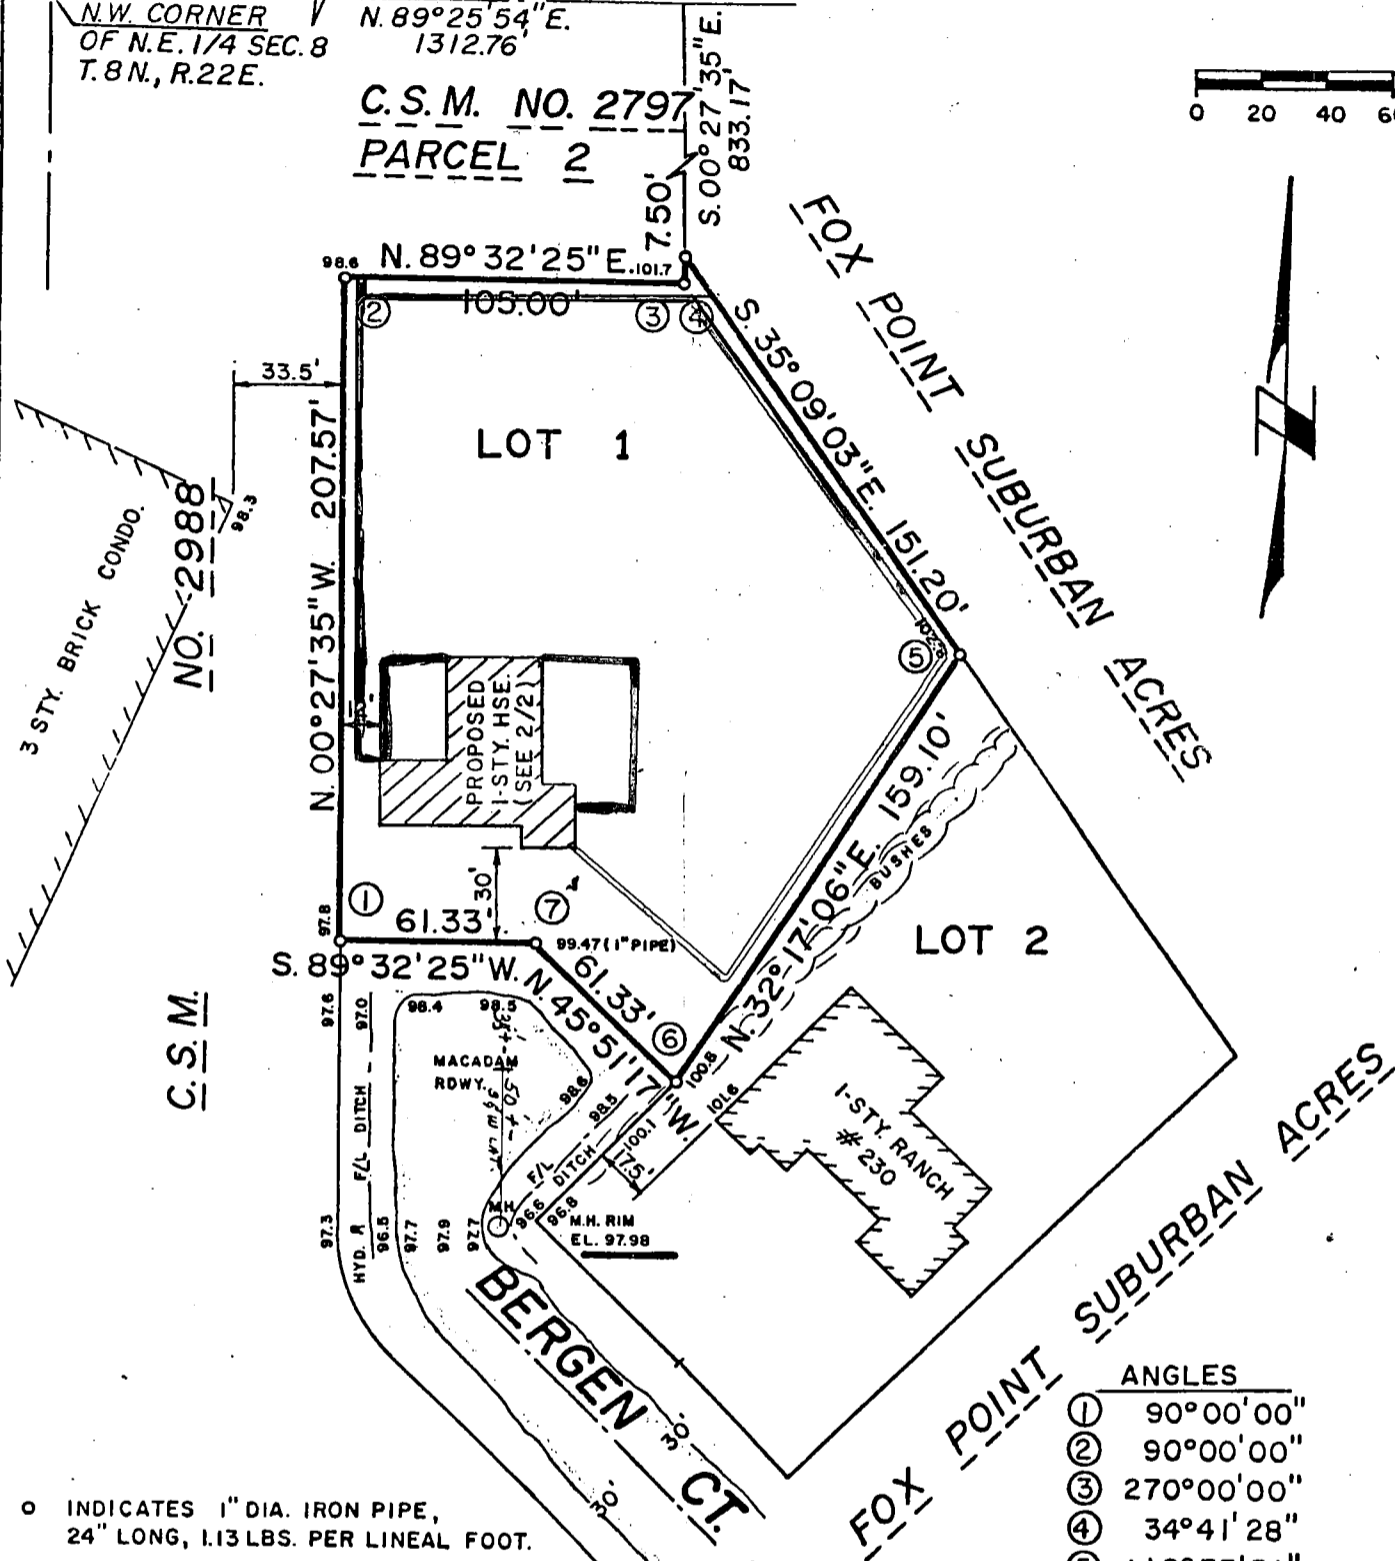 N.W. CORNER
OF N.E. 1/4 SEC. 8
T. 8 N., R. 22 E.
N. 89° 25' 54" E.
1312.76'
C. S. M. NO. 2797
PARCEL 2
S. 00° 27' 35" E.
833.17'
7.50'
0 20 40
N
98.6
N. 89° 32' 25" E.
101.7
105.00'
2
3
4
FOX POINT SUBURBAN ACRES
S. 35° 09' 03" E. 151.20'
33.5'
LOT 1
N. 00° 27' 35" W. 207.57'
98.3
3 STY. BRICK CONDO.
C. S. M. NO. 2988
5
PROPOSED
1-STY. HSE.
(SEE 2/2)
N. 32° 17' 06" E. 159.10'
BUSHES
LOT 2
30'
1
97.8
61.33'
7
99.47 (1" PIPE)
S. 89° 32' 25" W.
N. 45° 51' 17" W.
61.33'
6
97.6
97.0
98.4
98.5
MACADAM
RDWY.
98.6
98.5
100.8
101.6
100.1
17.5'
F/L DITCH
F/L DITCH
1-STY. RANCH
# 230
M.H.
96.6
96.8
M.H. RIM
EL. 97.98
97.3
HYD.
96.5
97.7
97.9
97.7
BERGEN CT.
30'
30'
FOX POINT SUBURBAN ACRES
ANGLES
1 90° 00' 00"
2 90° 00' 00"
3 270° 00' 00"
4 34° 41' 28"
o INDICATES 1" DIA. IRON PIPE,
24" LONG, 1.13 LBS. PER LINEAL FOOT.